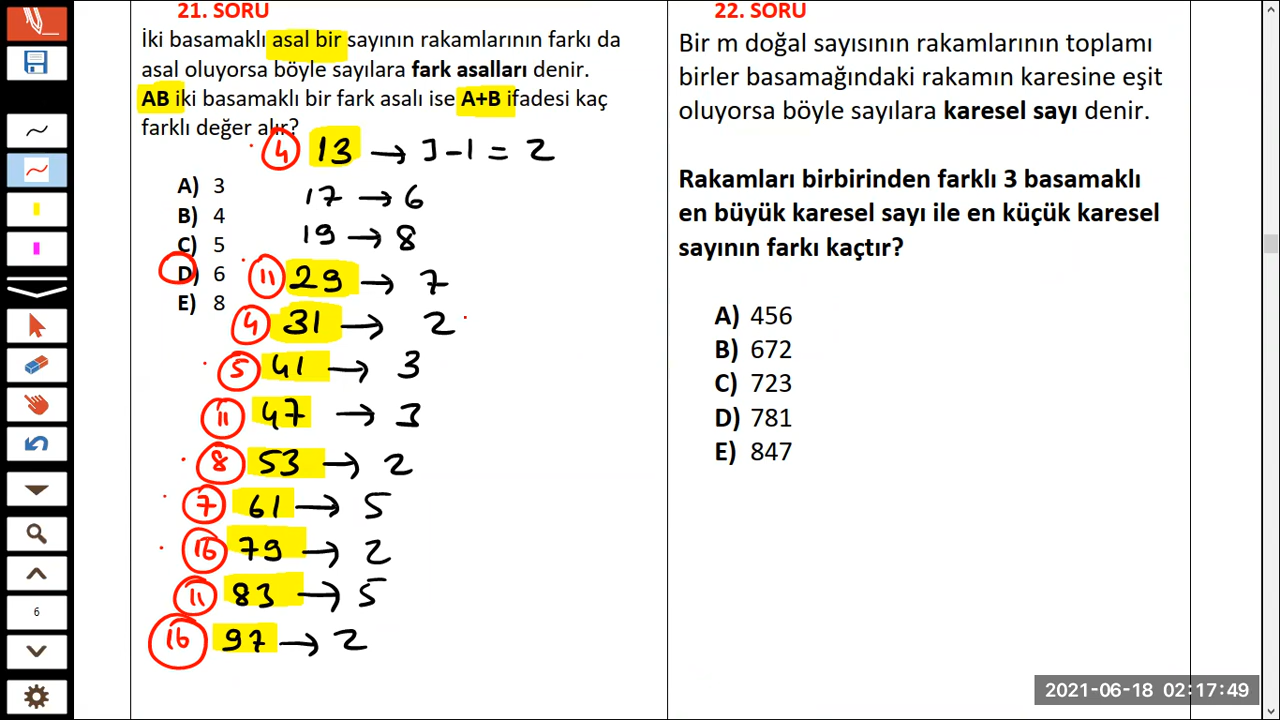 21. SORU
İki basamaklı asal bir sayının rakamlarının farkı da
asal oluyorsa böyle sayılara fark asalları denir.
AB iki basamaklı bir fark asalı ise A+B ifadesi kaç
farklı değer alır?
4 13 → 3-1 = 2
A) 3
17 → 6
B) 4
19 → 8
C) 5
D) 6
11 29 → 7
E) 8
4 31 → 2
5 41 → 3
11 47 → 3
8 53 → 2
7 61 → 5
16 79 → 2
11 83 → 5
16 97 → 2
22. SORU
Bir m doğal sayısının rakamlarının toplamı
birler basamağındaki rakamın karesine eşit
oluyorsa böyle sayılara karesel sayı denir.
Rakamları birbirinden farklı 3 basamaklı
en büyük karesel sayı ile en küçük karesel
sayının farkı kaçtır?
A) 456
B) 672
C) 723
D) 781
E) 847
6
2021-06-18 02:17:49